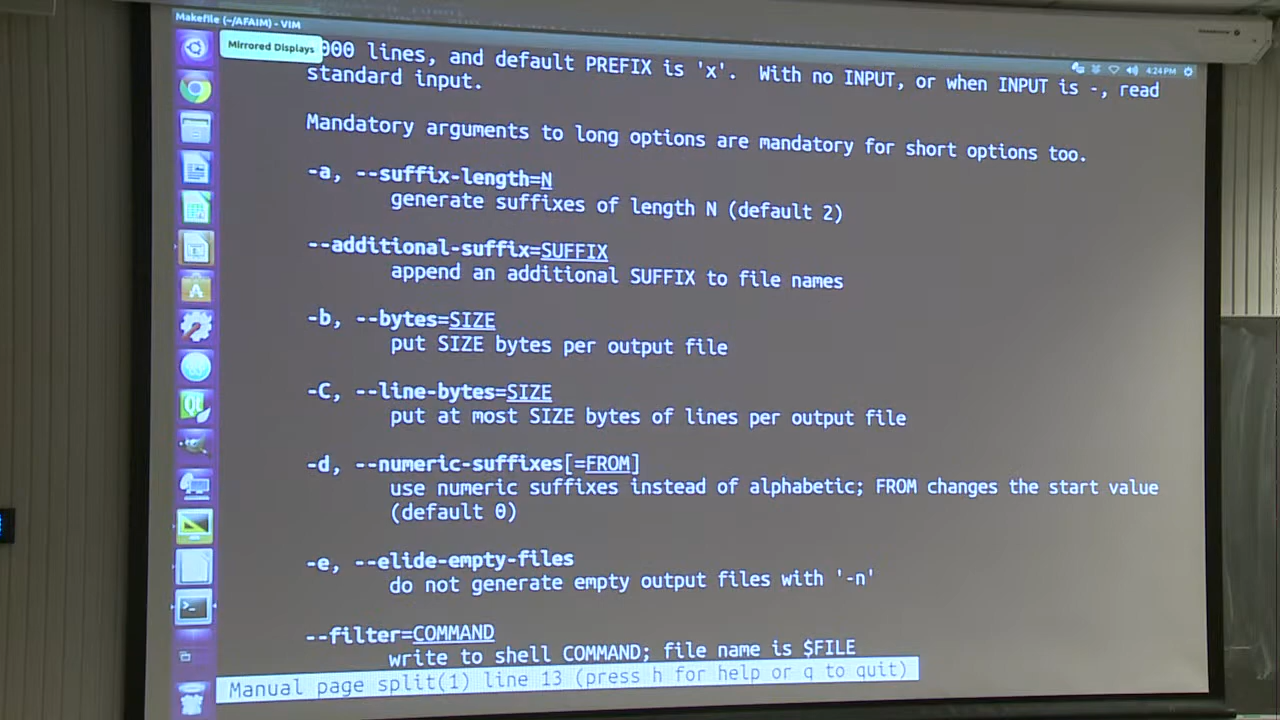 Makefile (~/AFAIM) - VIM
Mirrored Displays
4:24 PM
000 lines, and default PREFIX is 'x'. With no INPUT, or when INPUT is -, read
standard input.
Mandatory arguments to long options are mandatory for short options too.
-a, --suffix-length=N
generate suffixes of length N (default 2)
--additional-suffix=SUFFIX
append an additional SUFFIX to file names
-b, --bytes=SIZE
put SIZE bytes per output file
-C, --line-bytes=SIZE
put at most SIZE bytes of lines per output file
-d, --numeric-suffixes[=FROM]
use numeric suffixes instead of alphabetic; FROM changes the start value
(default 0)
-e, --elide-empty-files
do not generate empty output files with '-n'
--filter=COMMAND
write to shell COMMAND; file name is $FILE
Manual page split(1) line 13 (press h for help or q to quit)